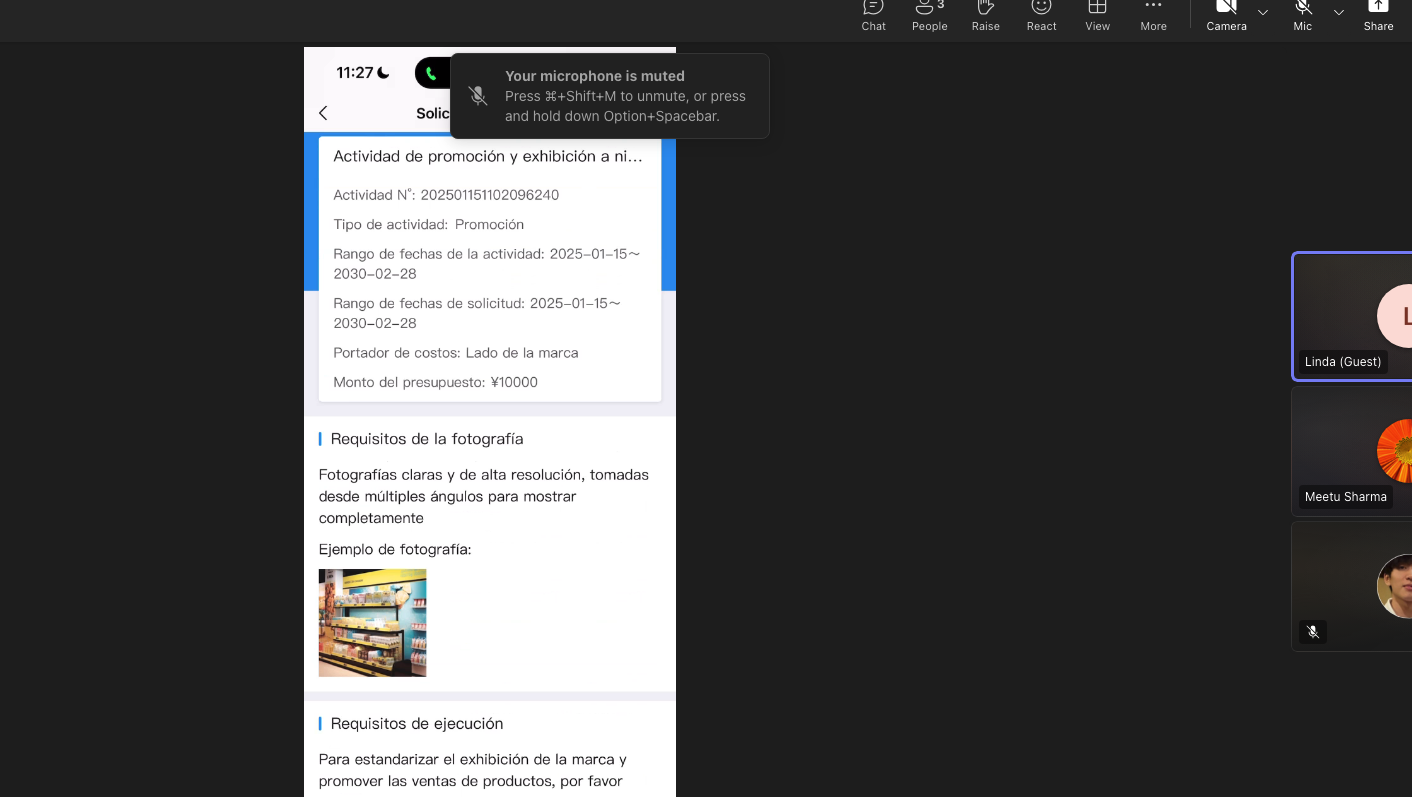 3
Chat
People
Raise
React
View
More
Camera
Mic
Share
11:27
Your microphone is muted
Press ⌘+Shift+M to unmute, or press
and hold down Option+Spacebar.
Solic
Actividad de promoción y exhibición a ni...
Actividad N°: 202501151102096240
Tipo de actividad: Promoción
Rango de fechas de la actividad: 2025-01-15~
2030-02-28
Rango de fechas de solicitud: 2025-01-15~
2030-02-28
Portador de costos: Lado de la marca
Monto del presupuesto: ¥10000
Requisitos de la fotografía
Fotografías claras y de alta resolución, tomadas
desde múltiples ángulos para mostrar
completamente
Ejemplo de fotografía:
Requisitos de ejecución
Para estandarizar el exhibición de la marca y
promover las ventas de productos, por favor
L
Linda (Guest)
Meetu Sharma